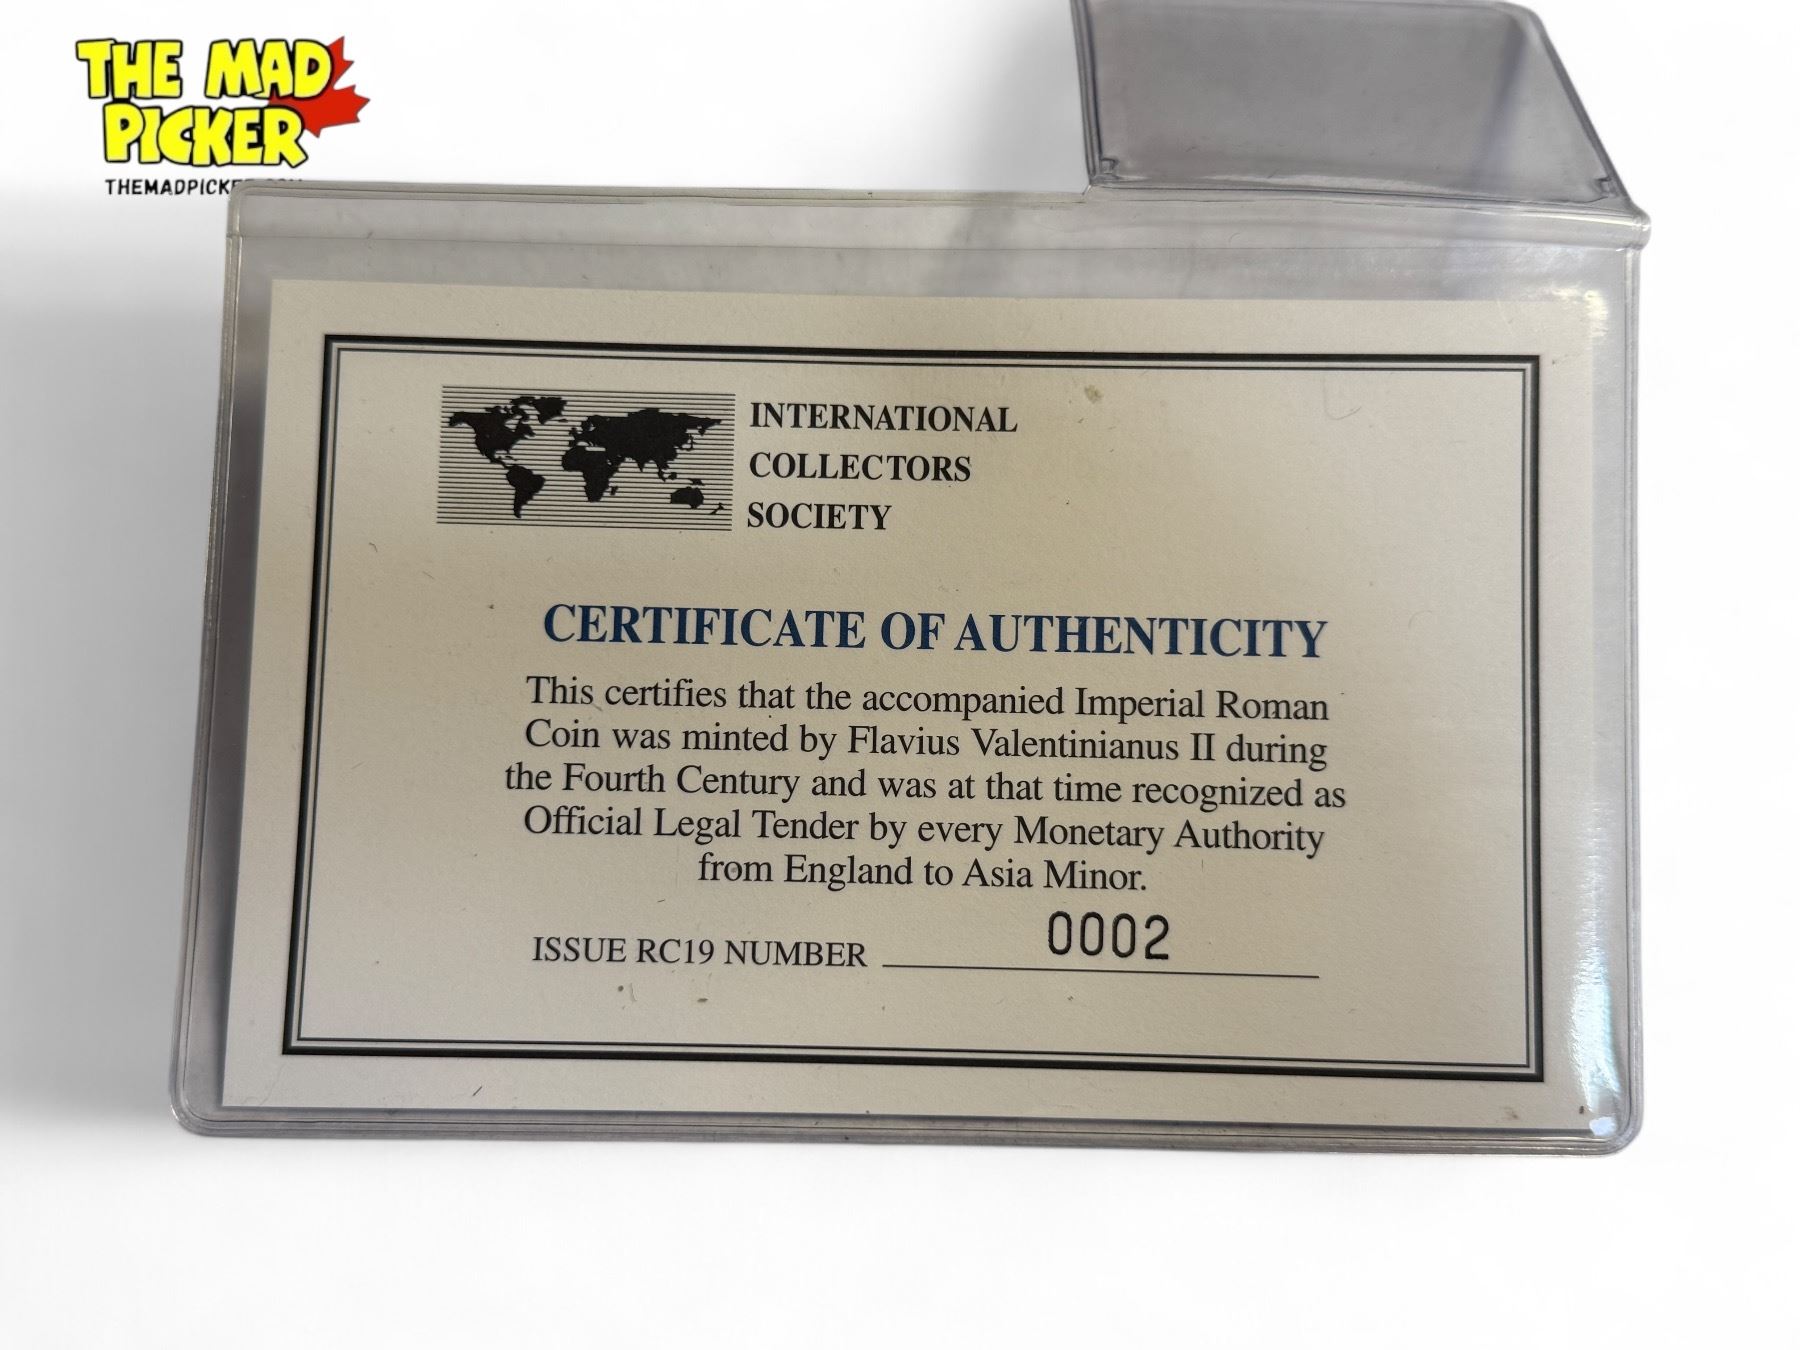 THE MAD
PICKER
INTERNATIONAL
COLLECTORS
SOCIETY
CERTIFICATE OF AUTHENTICITY
This certifies that the accompanied Imperial Roman
Coin was minted by Flavius Valentinianus II during
the Fourth Century and was at that time recognized as
Official Legal Tender by every Monetary Authority
from England to Asia Minor.
ISSUE RC19 NUMBER 0002